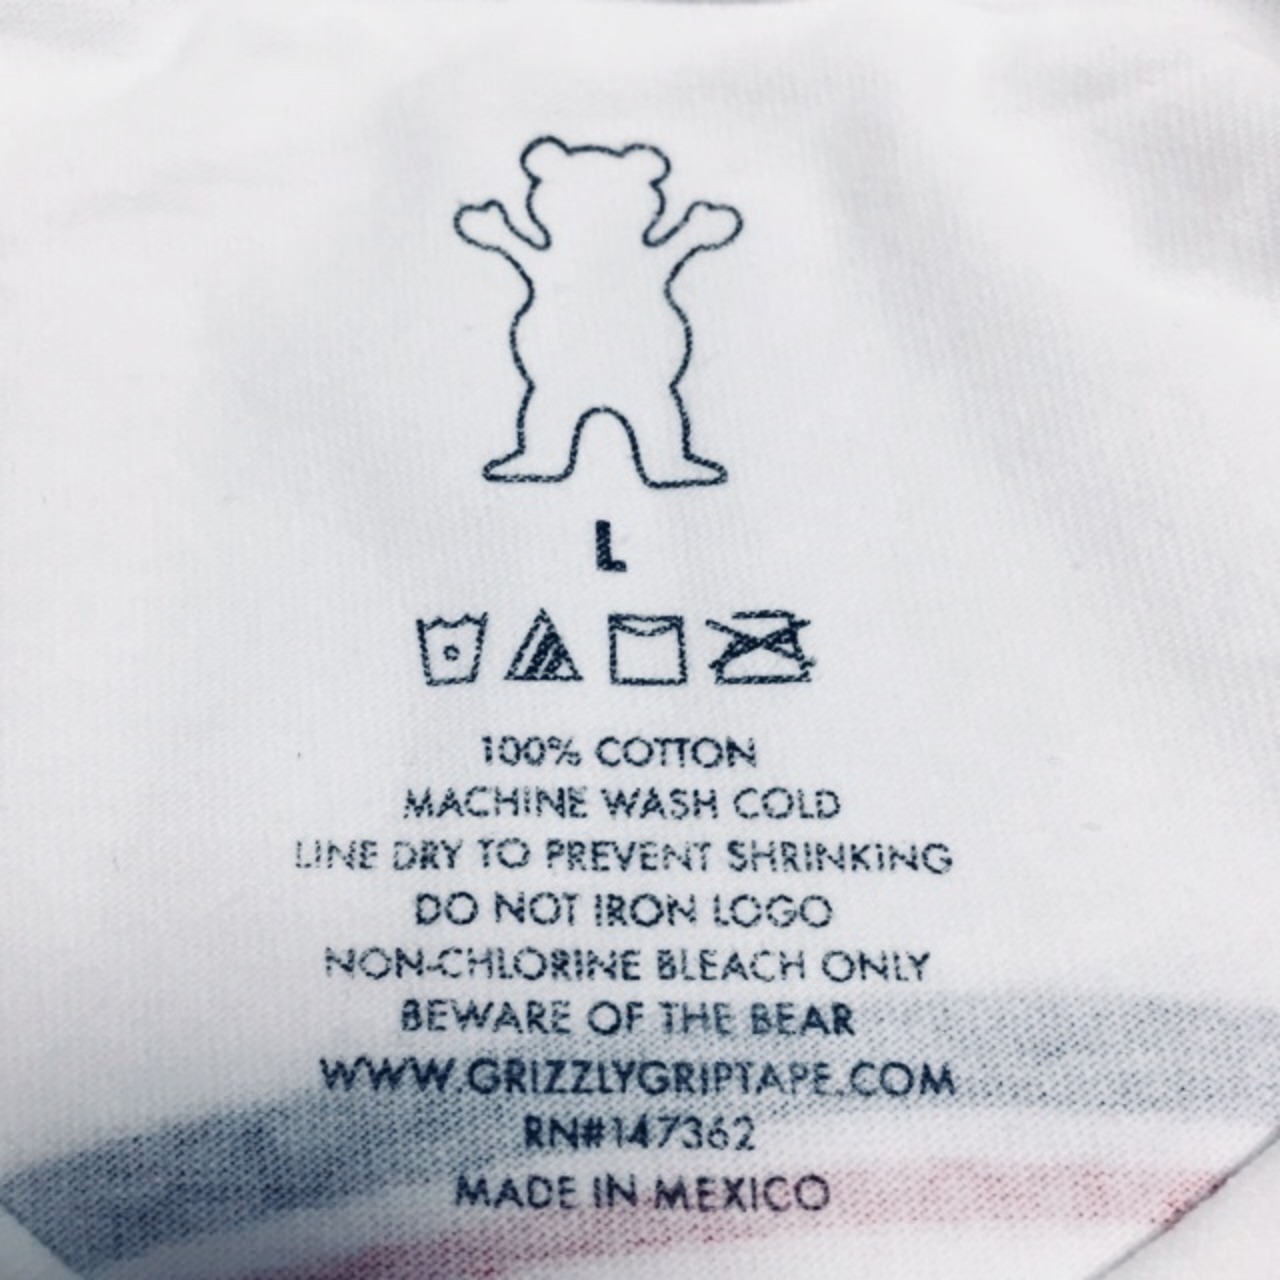 L
100% COTTON
MACHINE WASH COLD
LINE DRY TO PREVENT SHRINKING
DO NOT IRON LOGO
NON-CHLORINE BLEACH ONLY
BEWARE OF THE BEAR
WWW.GRIZZLYGRIPTAPE.COM
RN#147362
MADE IN MEXICO